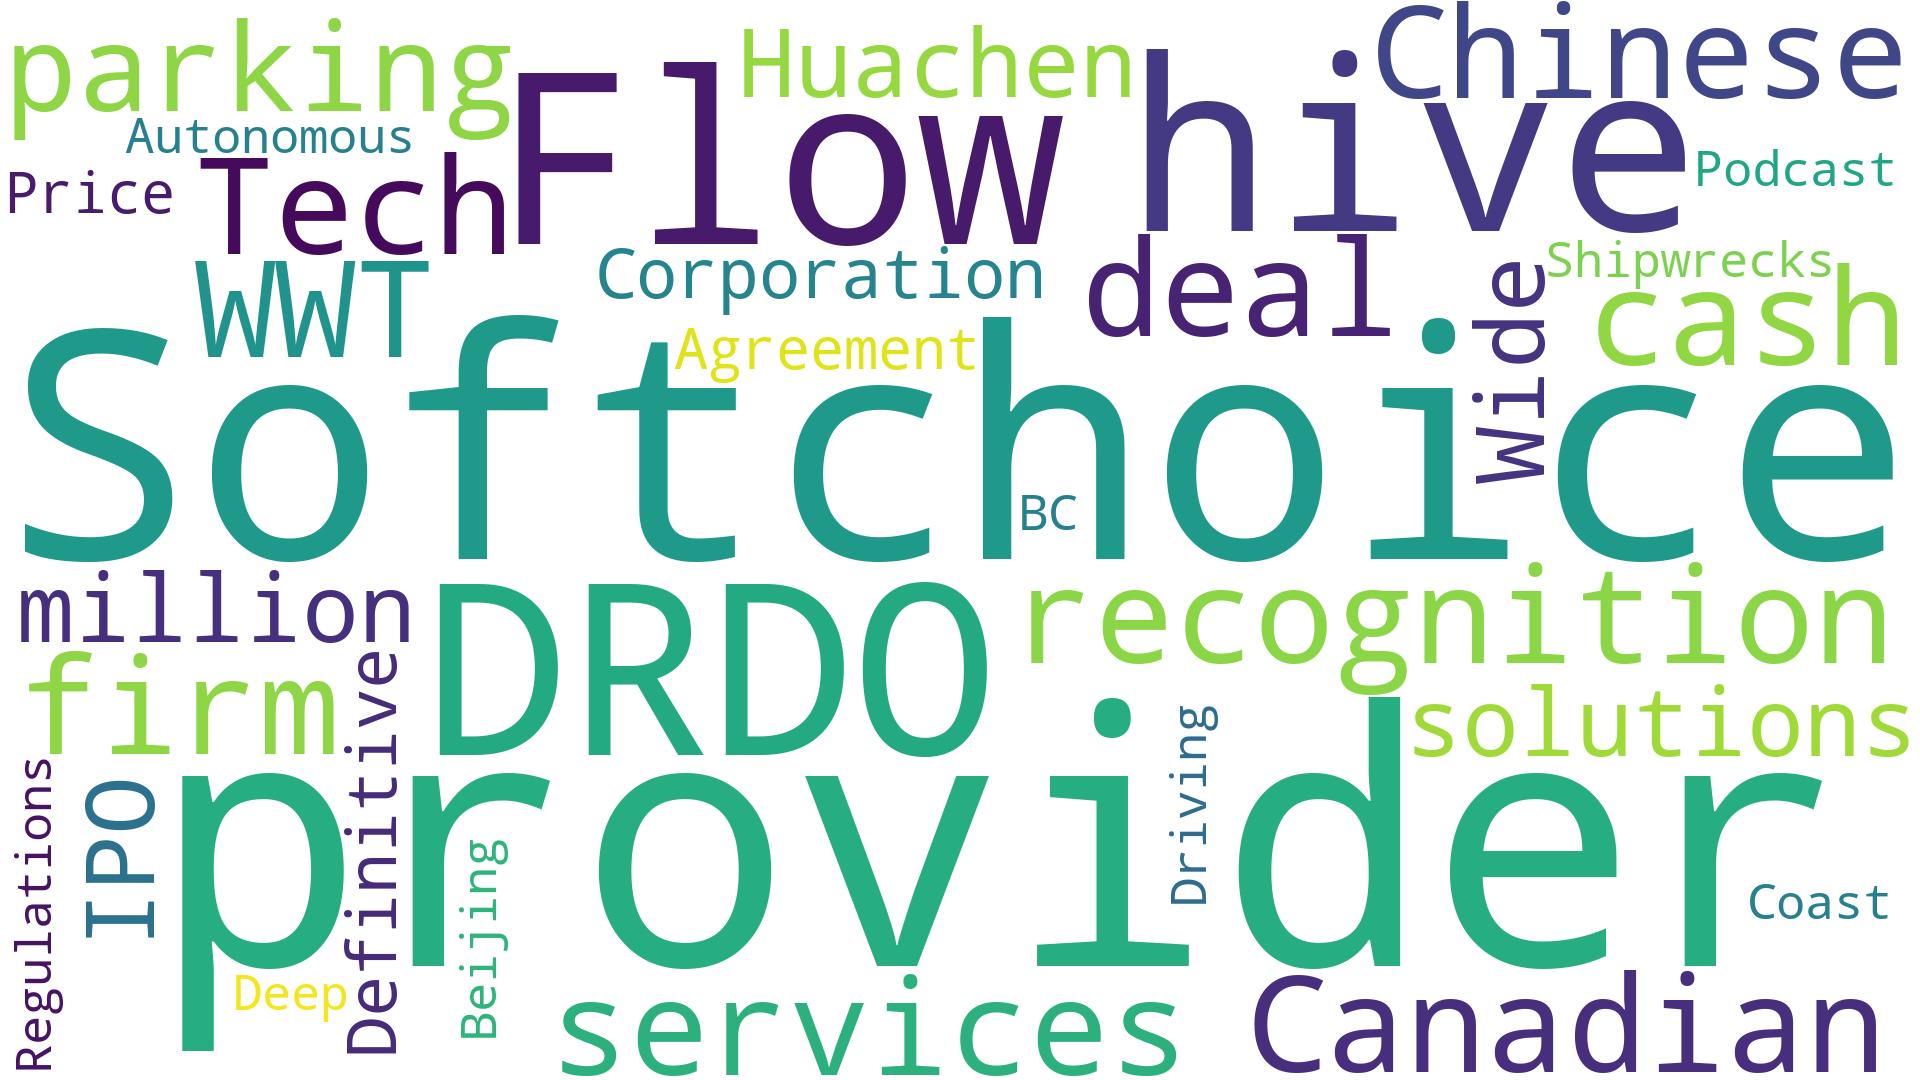 parking
Huachen
Chinese
Flow
hive
Autonomous
Price
Tech
Podcast
WWT
Corporation
deal
Shipwrecks
Wide
cash
Agreement
Softchoice
BC
million
DRDO
recognition
firm
Definitive
solutions
provider
Driving
Regulations
IPO
Beijing
Coast
Deep
services
Canadian